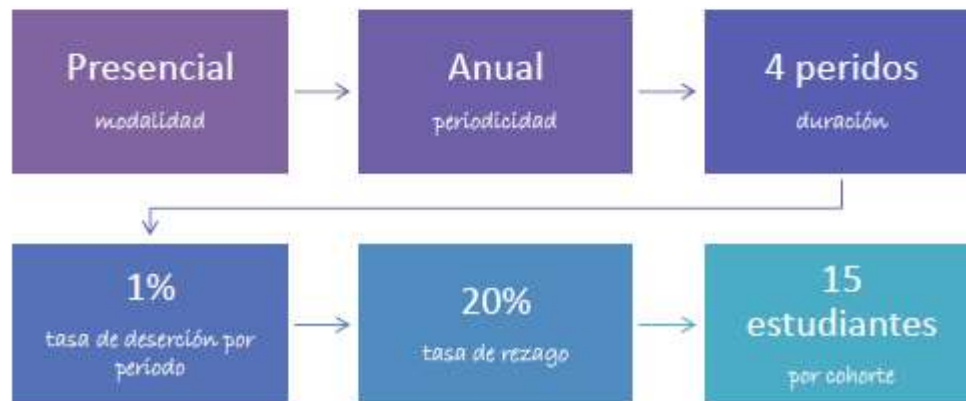 Presencial
modalidad
Anual
periodicidad
4 peridos
duración
1%
tasa de deserción por
período
20%
tasa de rezago
15
estudiantes
por cohorte